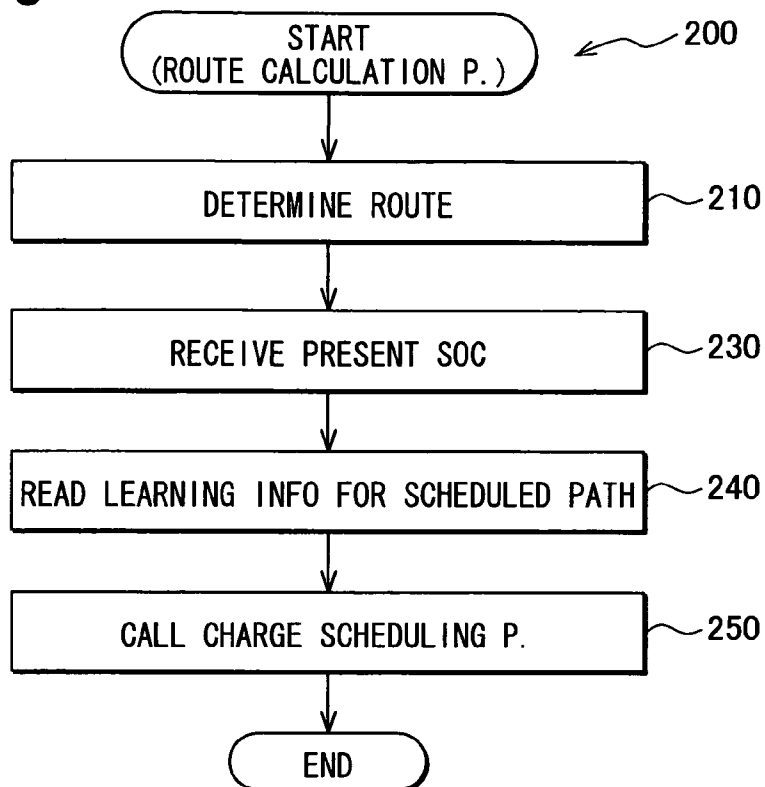 START
(ROUTE CALCULATION P.)
200
DETERMINE ROUTE
210
RECEIVE PRESENT SOC
230
READ LEARNING INFO FOR SCHEDULED PATH
240
CALL CHARGE SCHEDULING P.
250
END